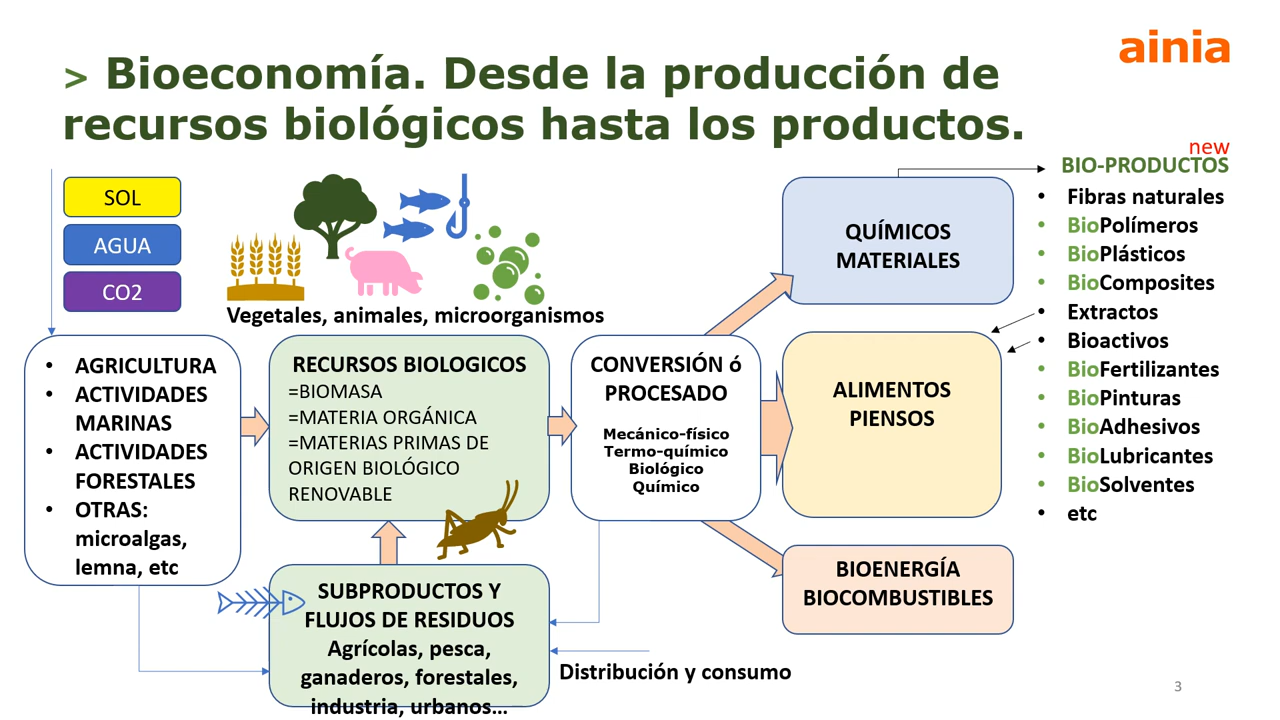 ainia
> Bioeconomía. Desde la producción de
recursos biológicos hasta los productos.
SOL
AGUA
CO2
Vegetales, animales, microorganismos
• AGRICULTURA
• ACTIVIDADES
MARINAS
• ACTIVIDADES
FORESTALES
• OTRAS:
microalgas,
lemna, etc
RECURSOS BIOLOGICOS
=BIOMASA
=MATERIA ORGÁNICA
=MATERIAS PRIMAS DE
ORIGEN BIOLÓGICO
RENOVABLE
SUBPRODUCTOS Y
FLUJOS DE RESIDUOS
Agrícolas, pesca,
ganaderos, forestales,
industria, urbanos…
CONVERSIÓN ó
PROCESADO
Mecánico-físico
Termo-químico
Biológico
Químico
Distribución y consumo
QUÍMICOS
MATERIALES
ALIMENTOS
PIENSOS
BIOENERGÍA
BIOCOMBUSTIBLES
new
BIO-PRODUCTOS
• Fibras naturales
• BioPolímeros
• BioPlásticos
• BioComposites
• Extractos
• Bioactivos
• BioFertilizantes
• BioPinturas
• BioAdhesivos
• BioLubricantes
• BioSolventes
• etc
3